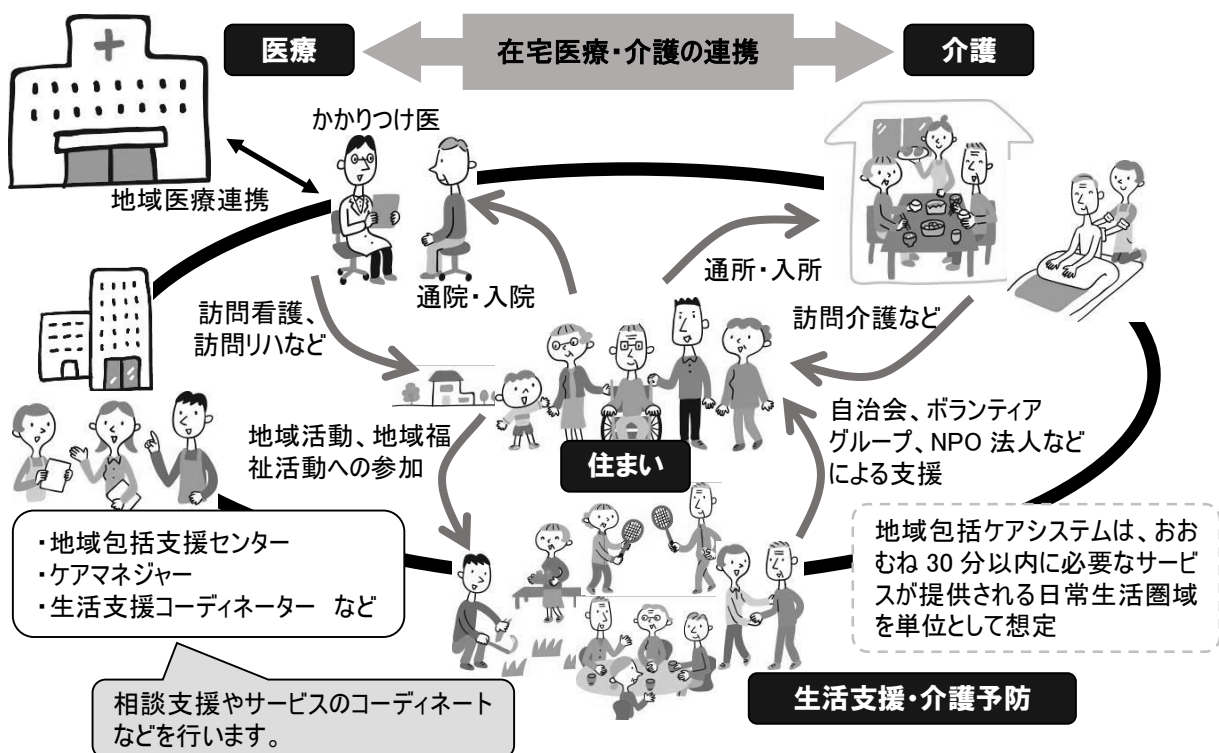 医療
在宅医療・介護の連携
介護
かかりつけ医
地域医療連携
通院・入院
通所・入所
訪問看護、
訪問リハなど
訪問介護など
地域活動、地域福
祉活動への参加
住まい
自治会、ボランティア
グループ、NPO 法人など
による支援
・地域包括支援センター
・ケアマネジャー
・生活支援コーディネーター など
地域包括ケアシステムは、おお
むね 30 分以内に必要なサービ
スが提供される日常生活圏域
を単位として想定
相談支援やサービスのコーディネート
などを行います。
生活支援・介護予防